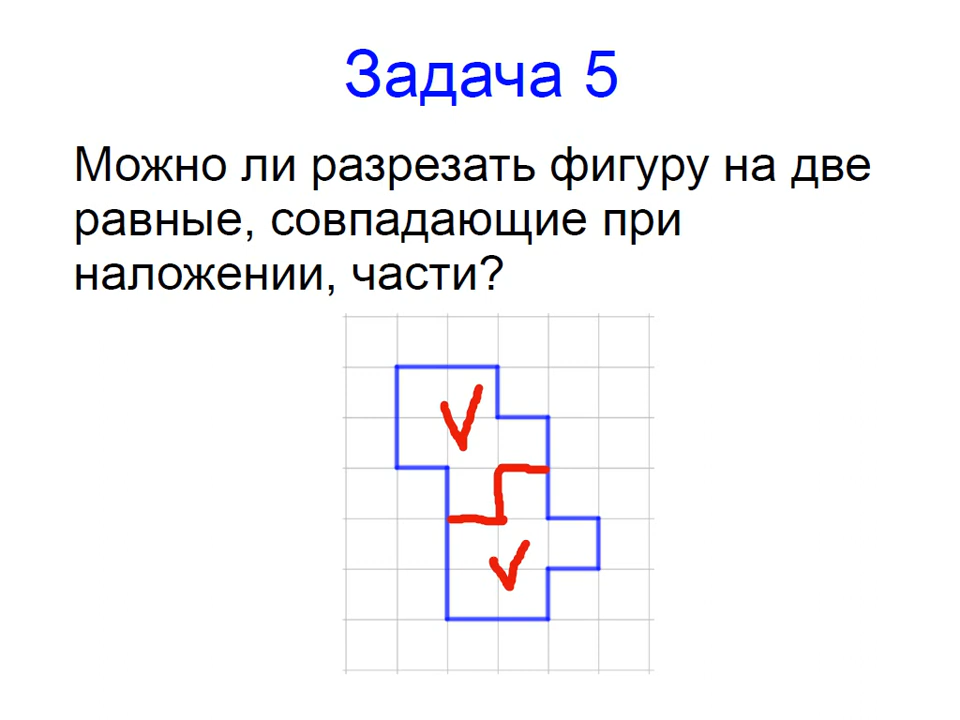 Задача 5
Можно ли разрезать фигуру на две
равные, совпадающие при
наложении, части?